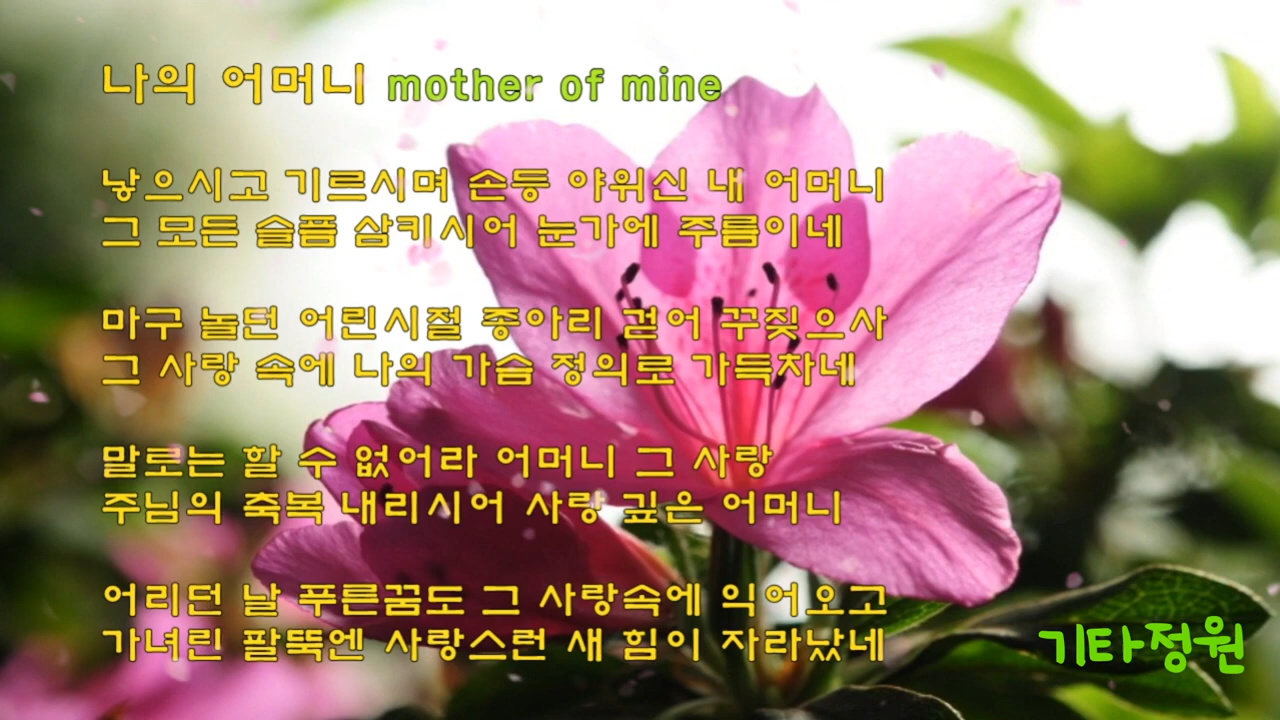 나의 어머니 mother of mine
낳으시고 기르시며 손등 야위신 내 어머니
그 모든 슬픔 삼키시어 눈가에 주름이네
마구 놀던 어린시절 종아리 걷어 꾸짖으사
그 사랑 속에 나의 가슴 정의로 가득차네
말로는 할 수 없어라 어머니 그 사랑
주님의 축복 내리시어 사랑 깊은 어머니
어리던 날 푸른꿈도 그 사랑속에 익어오고
가녀린 팔뚝엔 사랑스런 새 힘이 자라났네
기타정원